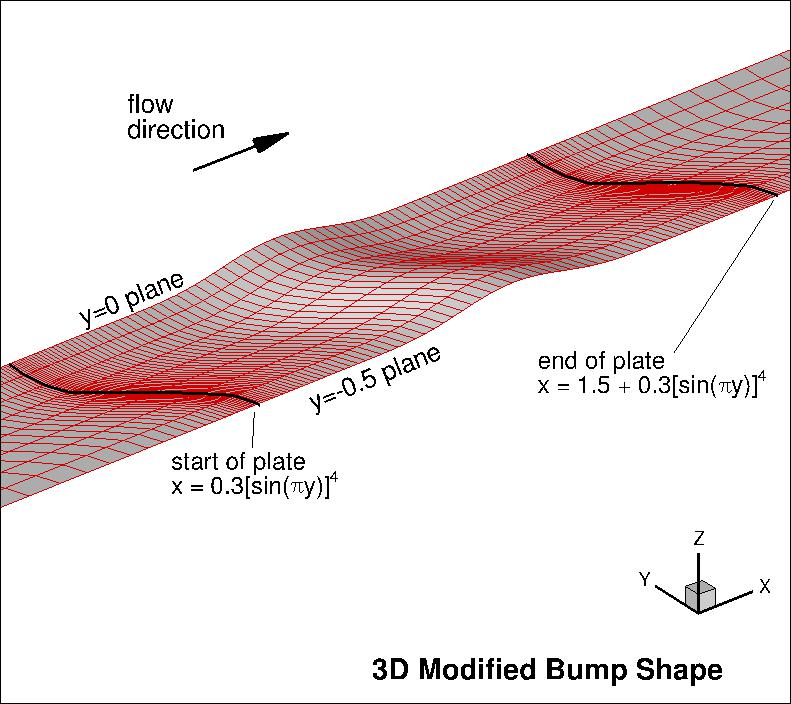 flow
direction
y=0 plane
y=-0.5 plane
end of plate
x = 1.5 + 0.3[sin(πy)]⁴
start of plate
x = 0.3[sin(πy)]⁴
Z
Y
X
3D Modified Bump Shape